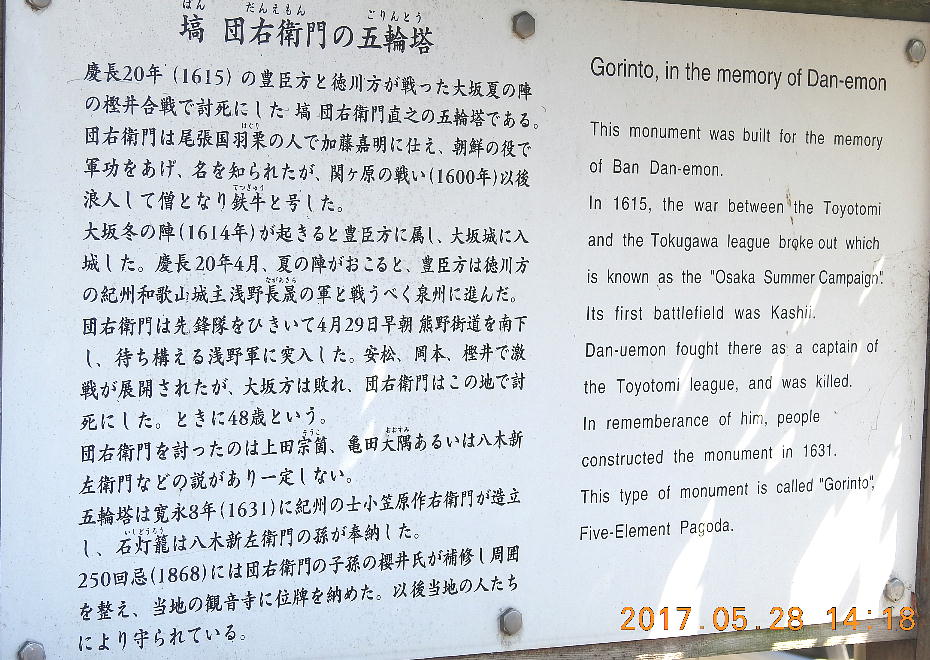 塙 団右衛門の五輪塔
慶長20年(1615)の豊臣方と徳川方が戦った大坂夏の陣
の樫井合戦で討死にした 塙 団右衛門直之の五輪塔である。
団右衛門は尾張国羽栗の人で加藤嘉明に仕え、朝鮮の役で
軍功をあげ、名を知られたが、関ヶ原の戦い(1600年)以後
浪人して僧となり鉄牛と号した。
大坂冬の陣(1614年)が起きると豊臣方に属し、大坂城に入
城した。慶長20年4月、夏の陣がおこると、豊臣方は徳川方
の紀州和歌山城主浅野長晟の軍と戦うべく泉州に進んだ。
団右衛門は先鋒隊をひきいて4月29日早朝熊野街道を南下
し、待ち構える浅野軍に突入した。安松、岡本、樫井で激
戦が展開されたが、大坂方は敗れ、団右衛門はこの地で討
死にした。ときに48歳という。
団右衛門を討ったのは上田宗箇、亀田大隅あるいは八木新
左衛門などの説があり一定しない。
五輪塔は寛永8年(1631)に紀州の士小笠原作右衛門が造立
し、石灯籠は八木新左衛門の孫が奉納した。
250回忌(1868)には団右衛門の子孫の櫻井氏が補修し周囲
を整え、当地の観音寺に位牌を納めた。以後当地の人たち
により守られている。
Gorinto, in the memory of Dan-emon
This monument was built for the memory
of Ban Dan-emon.
In 1615, the war between the Toyotomi
and the Tokugawa league broke out which
is known as the "Osaka Summer Campaign".
Its first battlefield was Kashii.
Dan-uemon fought there as a captain of
the Toyotomi league, and was killed.
In rememberance of him, people
constructed the monument in 1631.
This type of monument is called "Gorinto",
Five-Element Pagoda.
2017.05.28 14:18